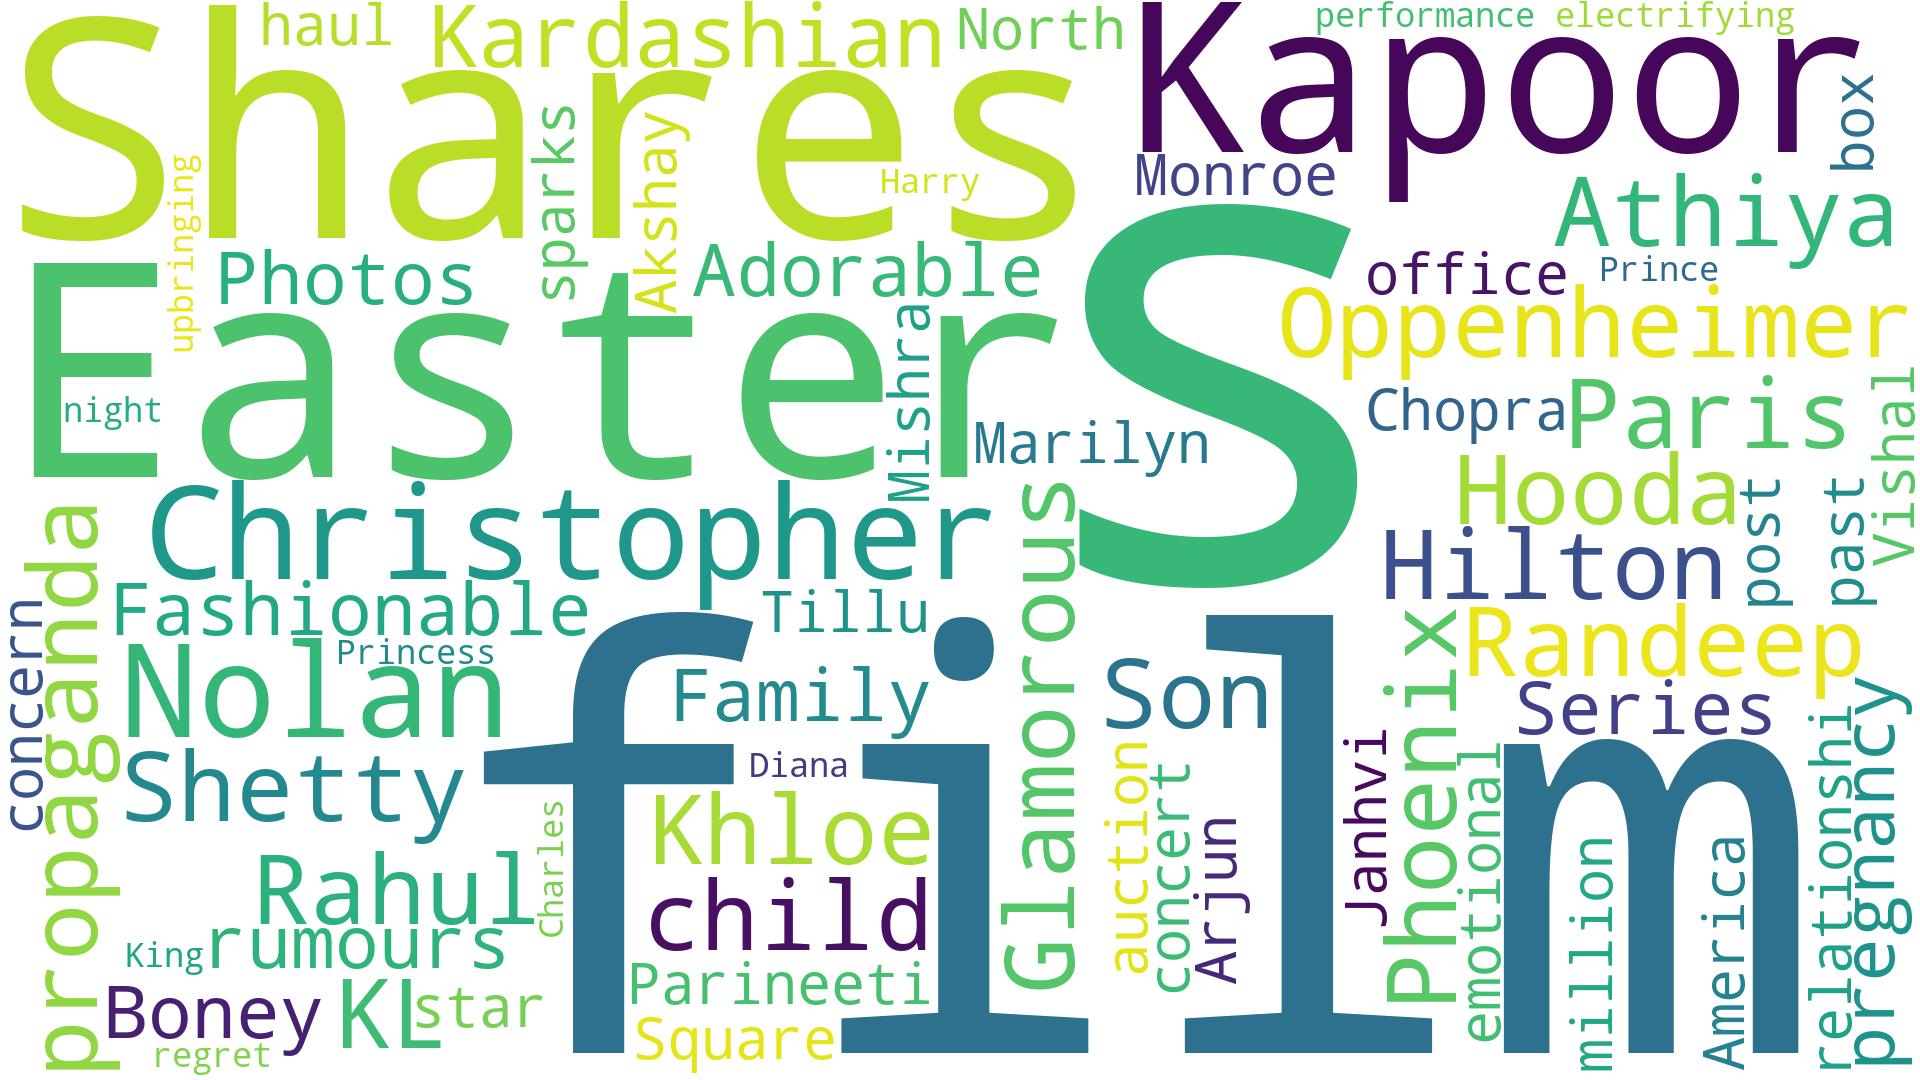 Shares
haul
Kardashian
North
Kapoor
performance
electrifying
box
upbringing
sparks
Akshay
Harry
Monroe
Athiya
Photos
Adorable
S
office
Prince
Easter
Mishra
Oppenheimer
night
Marilyn
Chopra
Paris
Vishal
Christopher
Hooda
post
past
propaganda
concern
Fashionable
Tillu
Glamorous
Hilton
Randeep
Princess
Nolan
film
Family
Son
Phoenix
Series
Shetty
Diana
auction
concert
Arjun
Janhvi
emotional
million
America
relationshi
pregnancy
Charles
Khloe
Rahul
child
King
rumours
Parineeti
Boney
KL
star
Square
regret